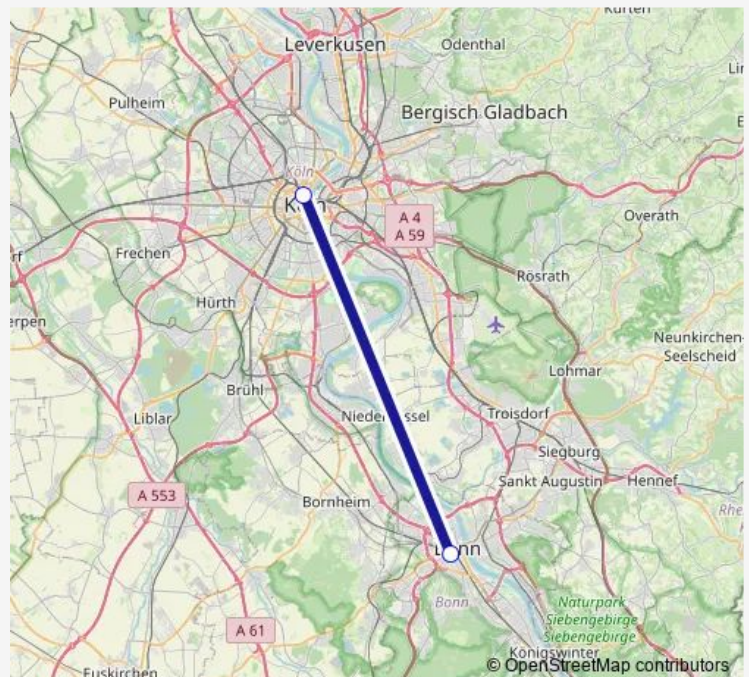 Kürten
Leverkusen
Odenthal
Pulheim
Bergisch Gladbach
Köln
A 4
A 59
Overath
Frechen
Rösrath
Hürth
Neunkirchen-
Seelscheid
Lohmar
Brühl
Troisdorf
Liblar
Siegburg
Sankt Augustin
Hennef
A 553
Bornheim
Bonn
Naturpark
Siebengebirge
Siebengebirge
A 61
Königswinter
Euskirchen
© OpenStreetMap contributors